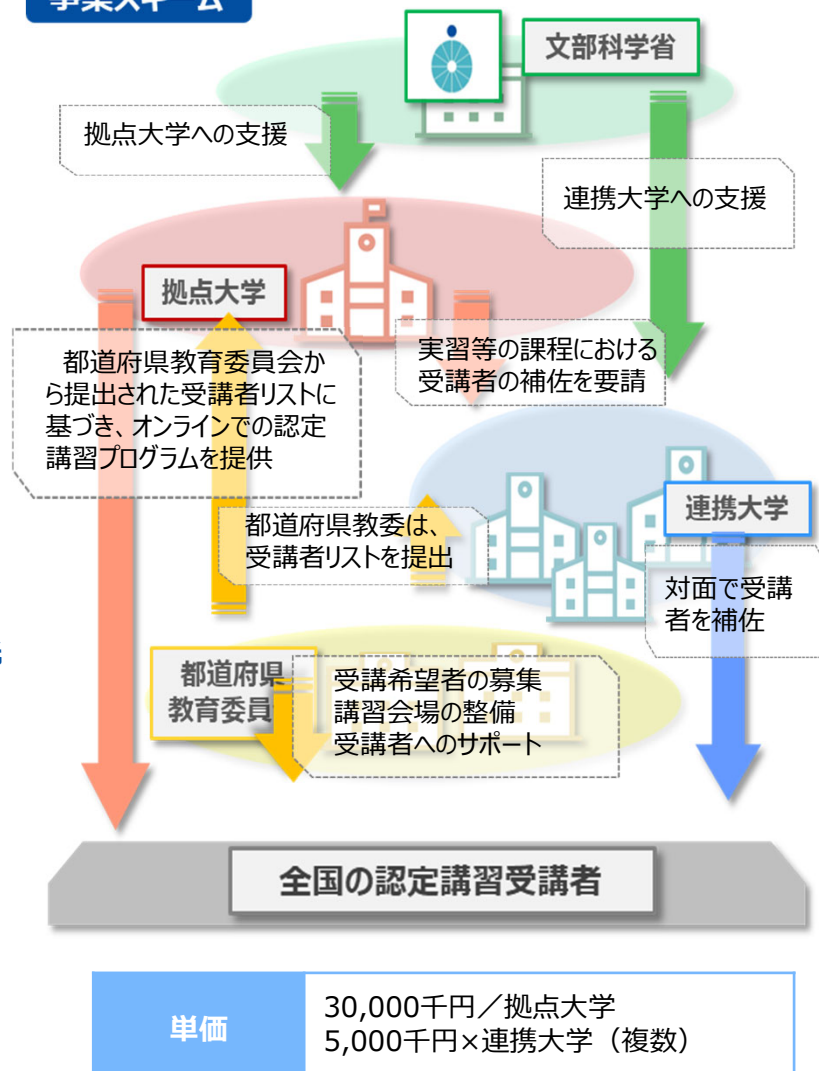 事業スキーム
文部科学省
拠点大学への支援
連携大学への支援
拠点大学
都道府県教育委員会か
ら提出された受講者リストに
基づき、オンラインでの認定
講習プログラムを提供
実習等の課程における
受講者の補佐を要請
連携大学
都道府県教委は、
受講者リストを提出
対面で受講
者を補佐
都道府県
教育委員
受講希望者の募集
講習会場の整備
受講者へのサポート
全国の認定講習受講者
単価
30,000千円／拠点大学
5,000千円×連携大学（複数）